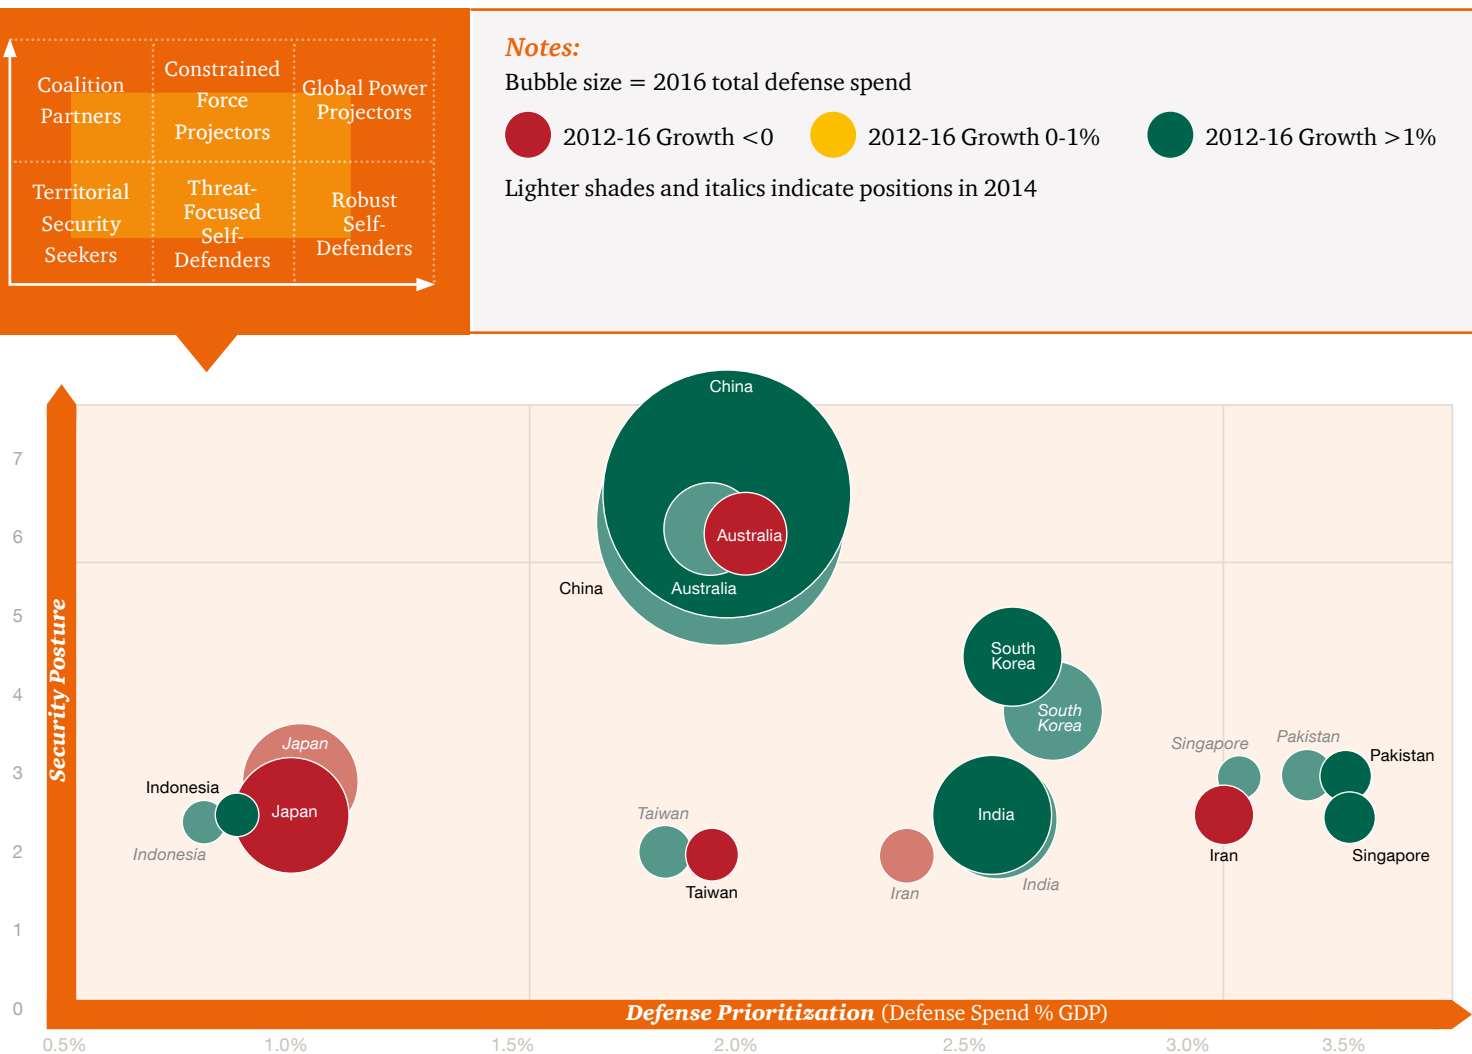 Coalition
Partners
Constrained
Force
Projectors
Global Power
Projectors
Territorial
Security
Seekers
Threat-
Focused
Self-
Defenders
Robust
Self-
Defenders
Notes:
Bubble size = 2016 total defense spend
2012-16 Growth <0
2012-16 Growth 0-1%
2012-16 Growth >1%
Lighter shades and italics indicate positions in 2014
Security Posture
7
6
5
4
3
2
1
0
China
Australia
China
Australia
South
Korea
South
Korea
Japan
Indonesia
Japan
Indonesia
Taiwan
Taiwan
Iran
India
India
Singapore
Pakistan
Pakistan
Iran
Singapore
Defense Prioritization (Defense Spend % GDP)
0.5%
1.0%
1.5%
2.0%
2.5%
3.0%
3.5%